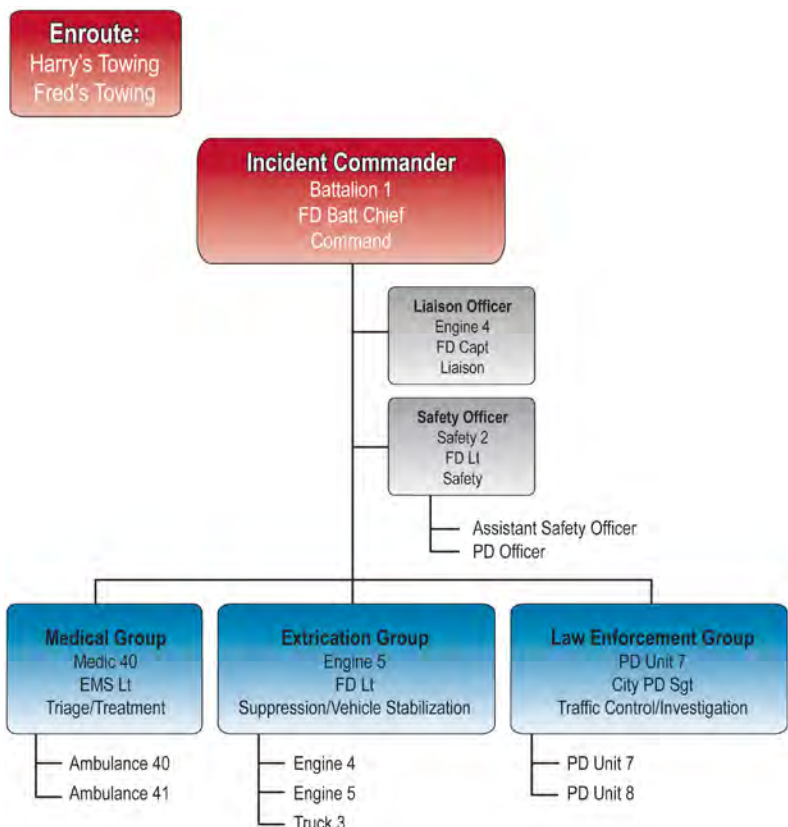 Enroute:
Harry's Towing
Fred's Towing
Incident Commander
Battalion 1
FD Batt Chief
Command
Liaison Officer
Engine 4
FD Capt
Liaison
Safety Officer
Safety 2
FD Lt
Safety
Assistant Safety Officer
PD Officer
Medical Group
Medic 40
EMS Lt
Triage/Treatment
Ambulance 40
Ambulance 41
Extrication Group
Engine 5
FD Lt
Suppression/Vehicle Stabilization
Engine 4
Engine 5
Truck 3
Law Enforcement Group
PD Unit 7
City PD Sgt
Traffic Control/Investigation
PD Unit 7
PD Unit 8